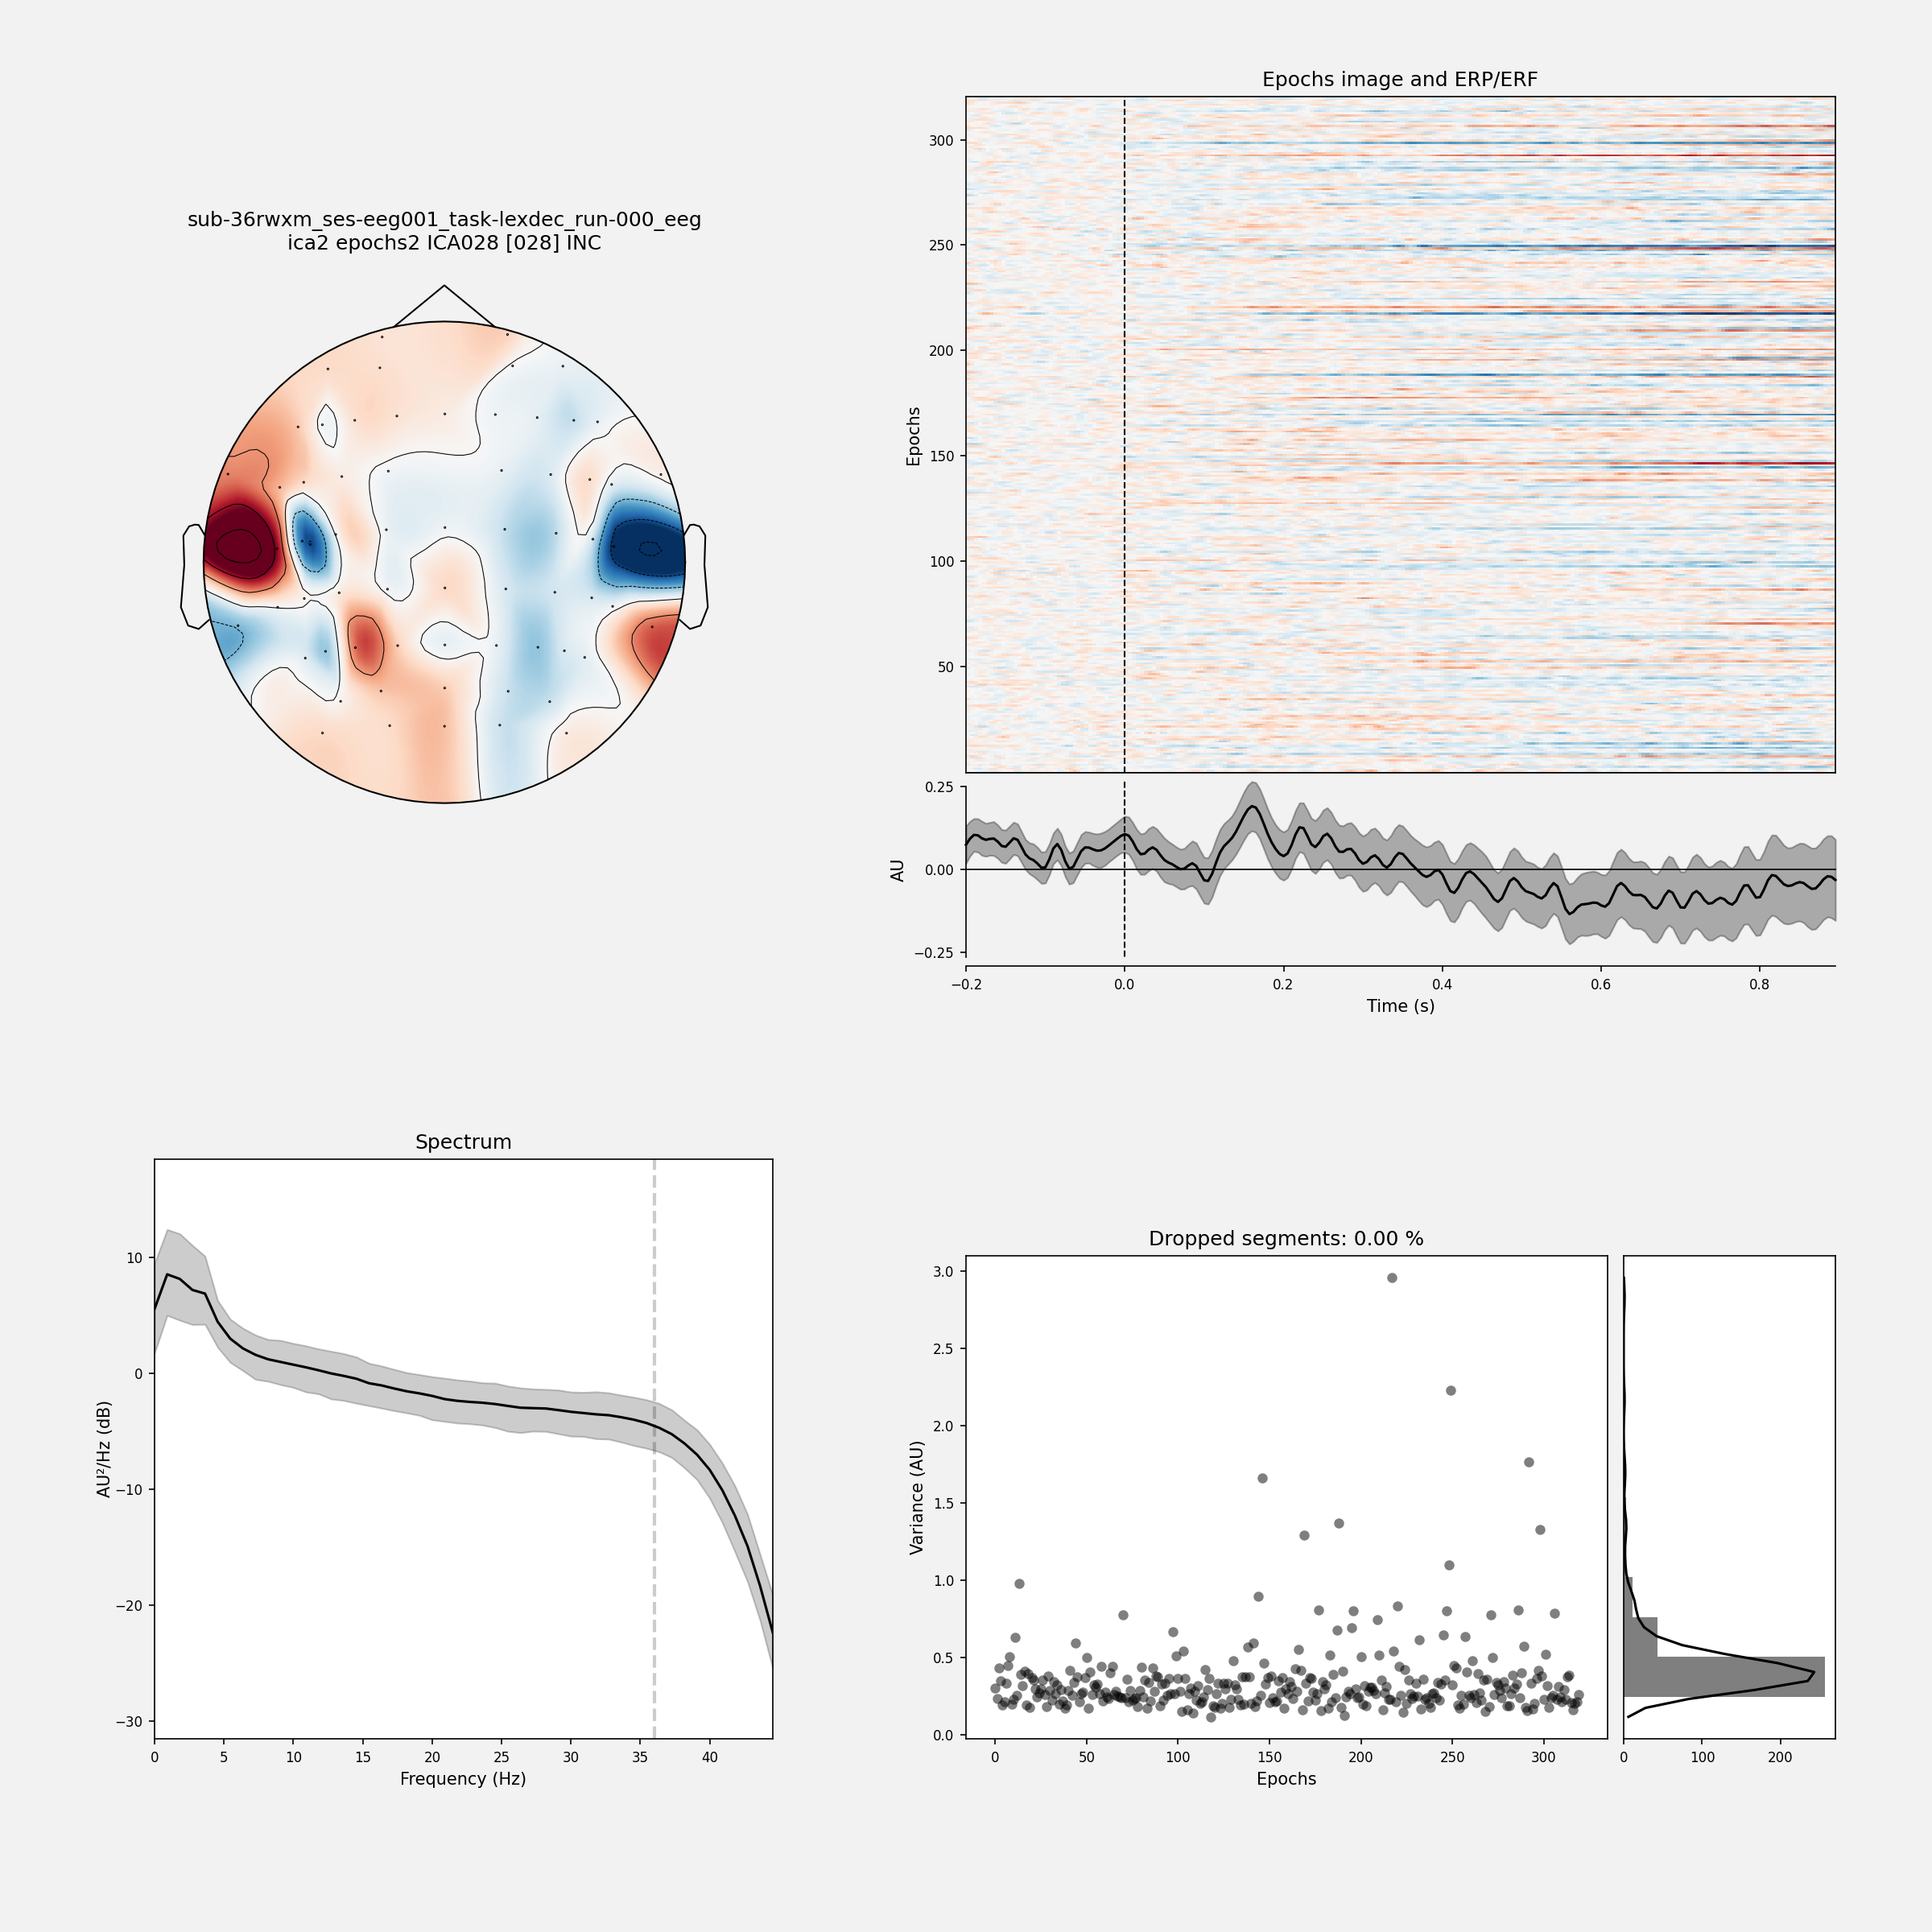 sub-36rwxm_ses-eeg001_task-lexdec_run-000_eeg
ica2 epochs2 ICA028 [028] INC
Epochs image and ERP/ERF
300
250
200
150
100
50
Epochs
0.25
0.00
−0.25
AU
−0.2 0.0 0.2 0.4 0.6 0.8
Time (s)
Spectrum
10
0
−10
−20
−30
AU²/Hz (dB)
0 5 10 15 20 25 30 35 40
Frequency (Hz)
Dropped segments: 0.00 %
3.0
2.5
2.0
1.5
1.0
0.5
0.0
Variance (AU)
0 50 100 150 200 250 300
Epochs
0 100 200